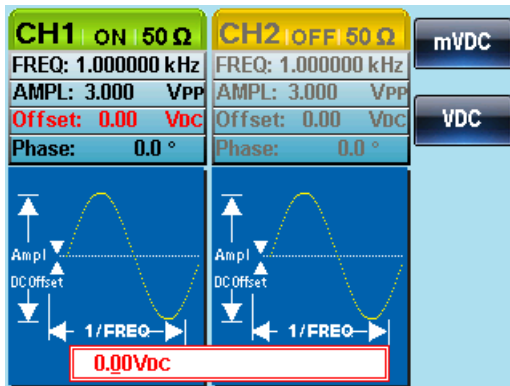 CH1 ON 50 Ω
FREQ: 1.000000 kHz
AMPL: 3.000 VPP
Offset: 0.00 VDC
Phase: 0.0 °
Ampl
DC Offset
1/FREQ
CH2 OFF 50 Ω
FREQ: 1.000000 kHz
AMPL: 3.000 VPP
Offset: 0.00 VDC
Phase: 0.0 °
Ampl
DC Offset
1/FREQ
0.00VDC
mVDC
VDC